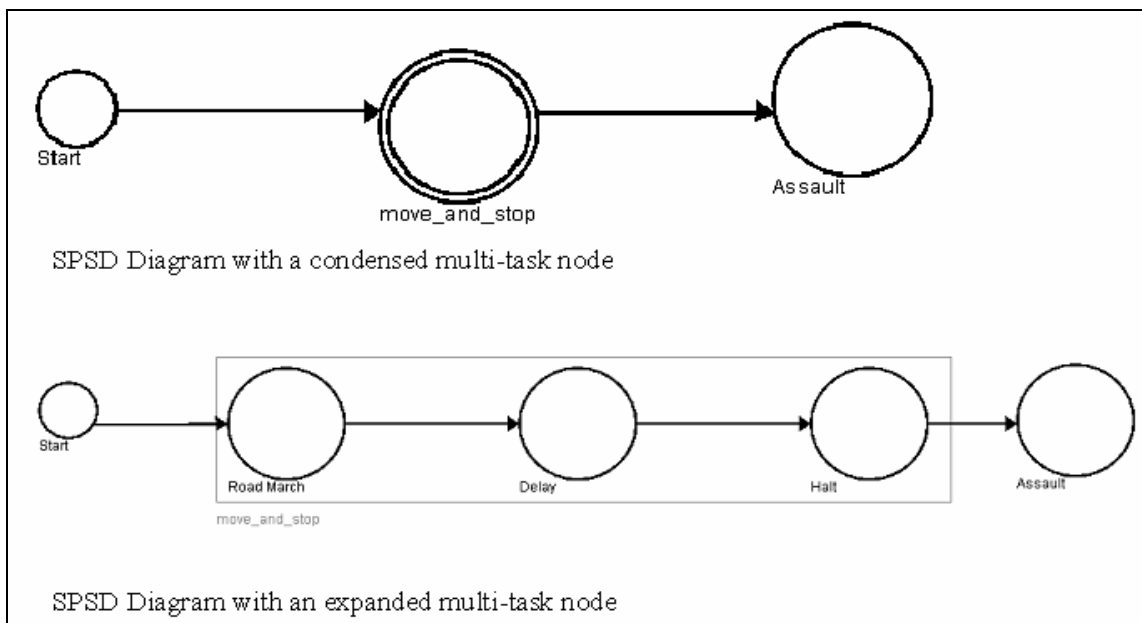 Start
move_and_stop
Assault
SPSD Diagram with a condensed multi-task node
Start
Road March
Delay
Halt
Assault
move_and_stop
SPSD Diagram with an expanded multi-task node